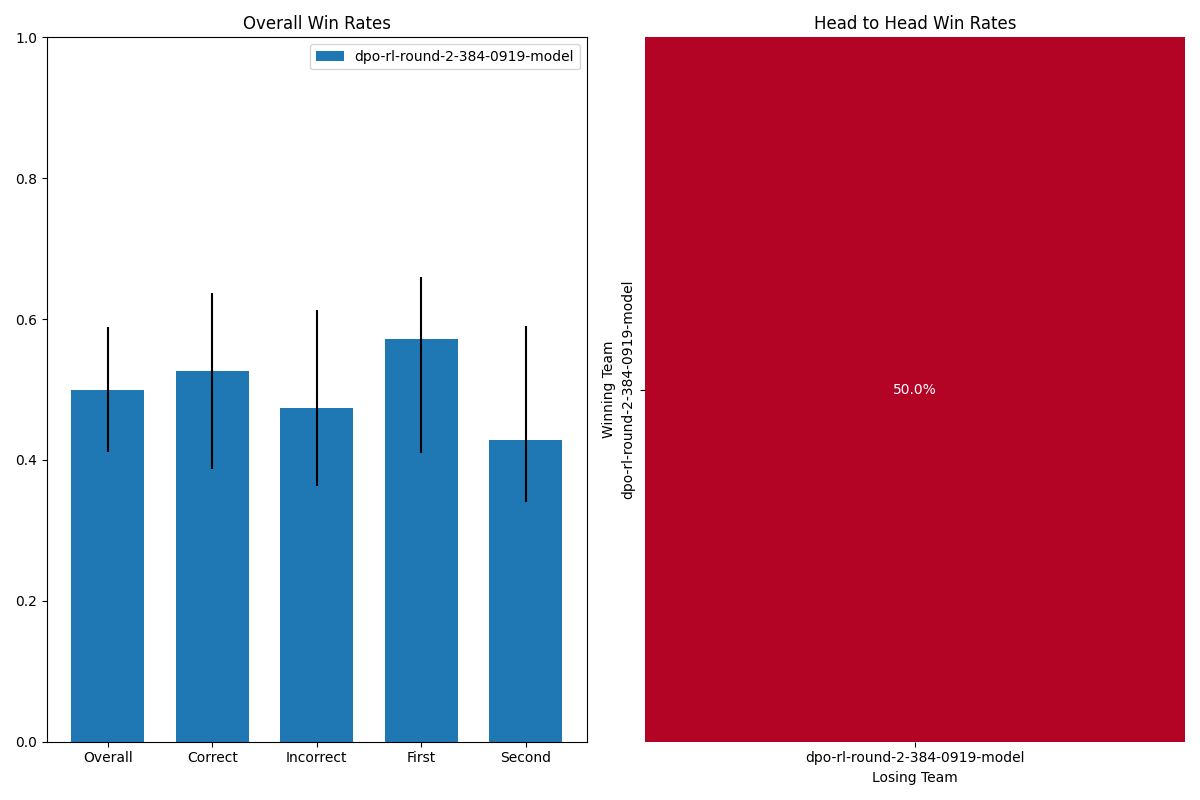 Overall Win Rates
1.0
0.8
0.6
0.4
0.2
0.0
dpo-rl-round-2-384-0919-model
Overall
Correct
Incorrect
First
Second
Head to Head Win Rates
Winning Team
dpo-rl-round-2-384-0919-model
50.0%
dpo-rl-round-2-384-0919-model
Losing Team